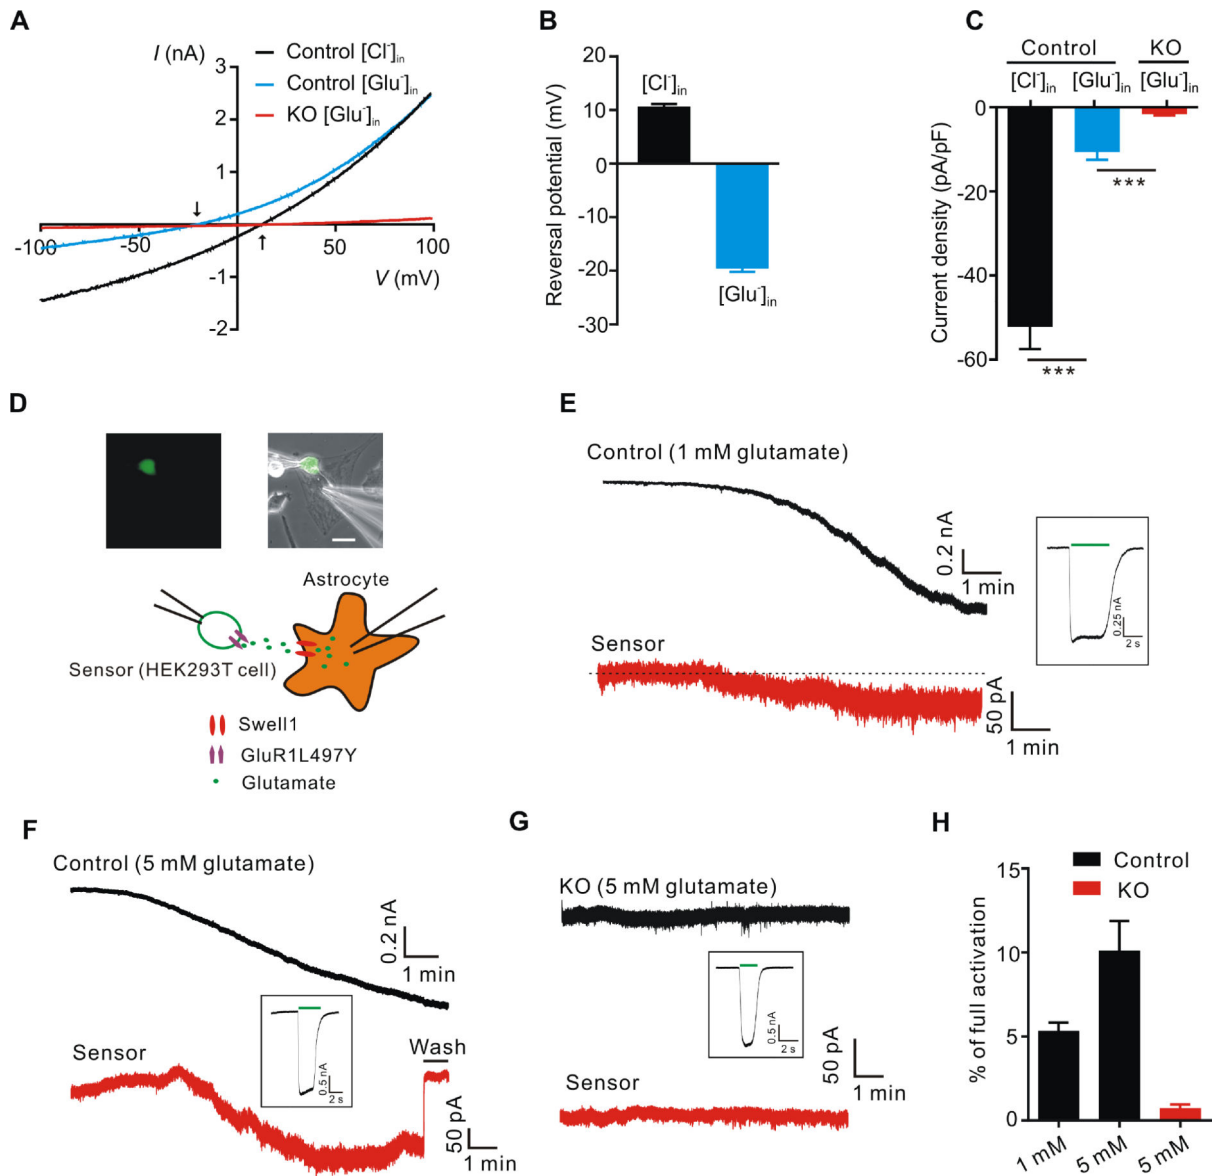 A
I (nA)
Control [Cl⁻]in
Control [Glu⁻]in
KO [Glu⁻]in
3
2
1
-100
-50
50
100
-1
-2
V (mV)
B
Reversal potential (mV)
20
10
0
-10
-20
-30
[Cl⁻]in
[Glu⁻]in
C
Control
KO
[Cl⁻]in [Glu⁻]in [Glu⁻]in
Current density (pA/pF)
0
-20
-40
-60
***
***
D
Astrocyte
Sensor (HEK293T cell)
Swell1
GluR1L497Y
Glutamate
E
Control (1 mM glutamate)
0.2 nA
1 min
0.25 nA
2 s
Sensor
50 pA
1 min
F
Control (5 mM glutamate)
0.2 nA
1 min
0.5 nA
2 s
Sensor
Wash
50 pA
1 min
G
KO (5 mM glutamate)
0.5 nA
2 s
Sensor
50 pA
1 min
H
Control
KO
% of full activation
15
10
5
0
1 mM
5 mM
5 mM